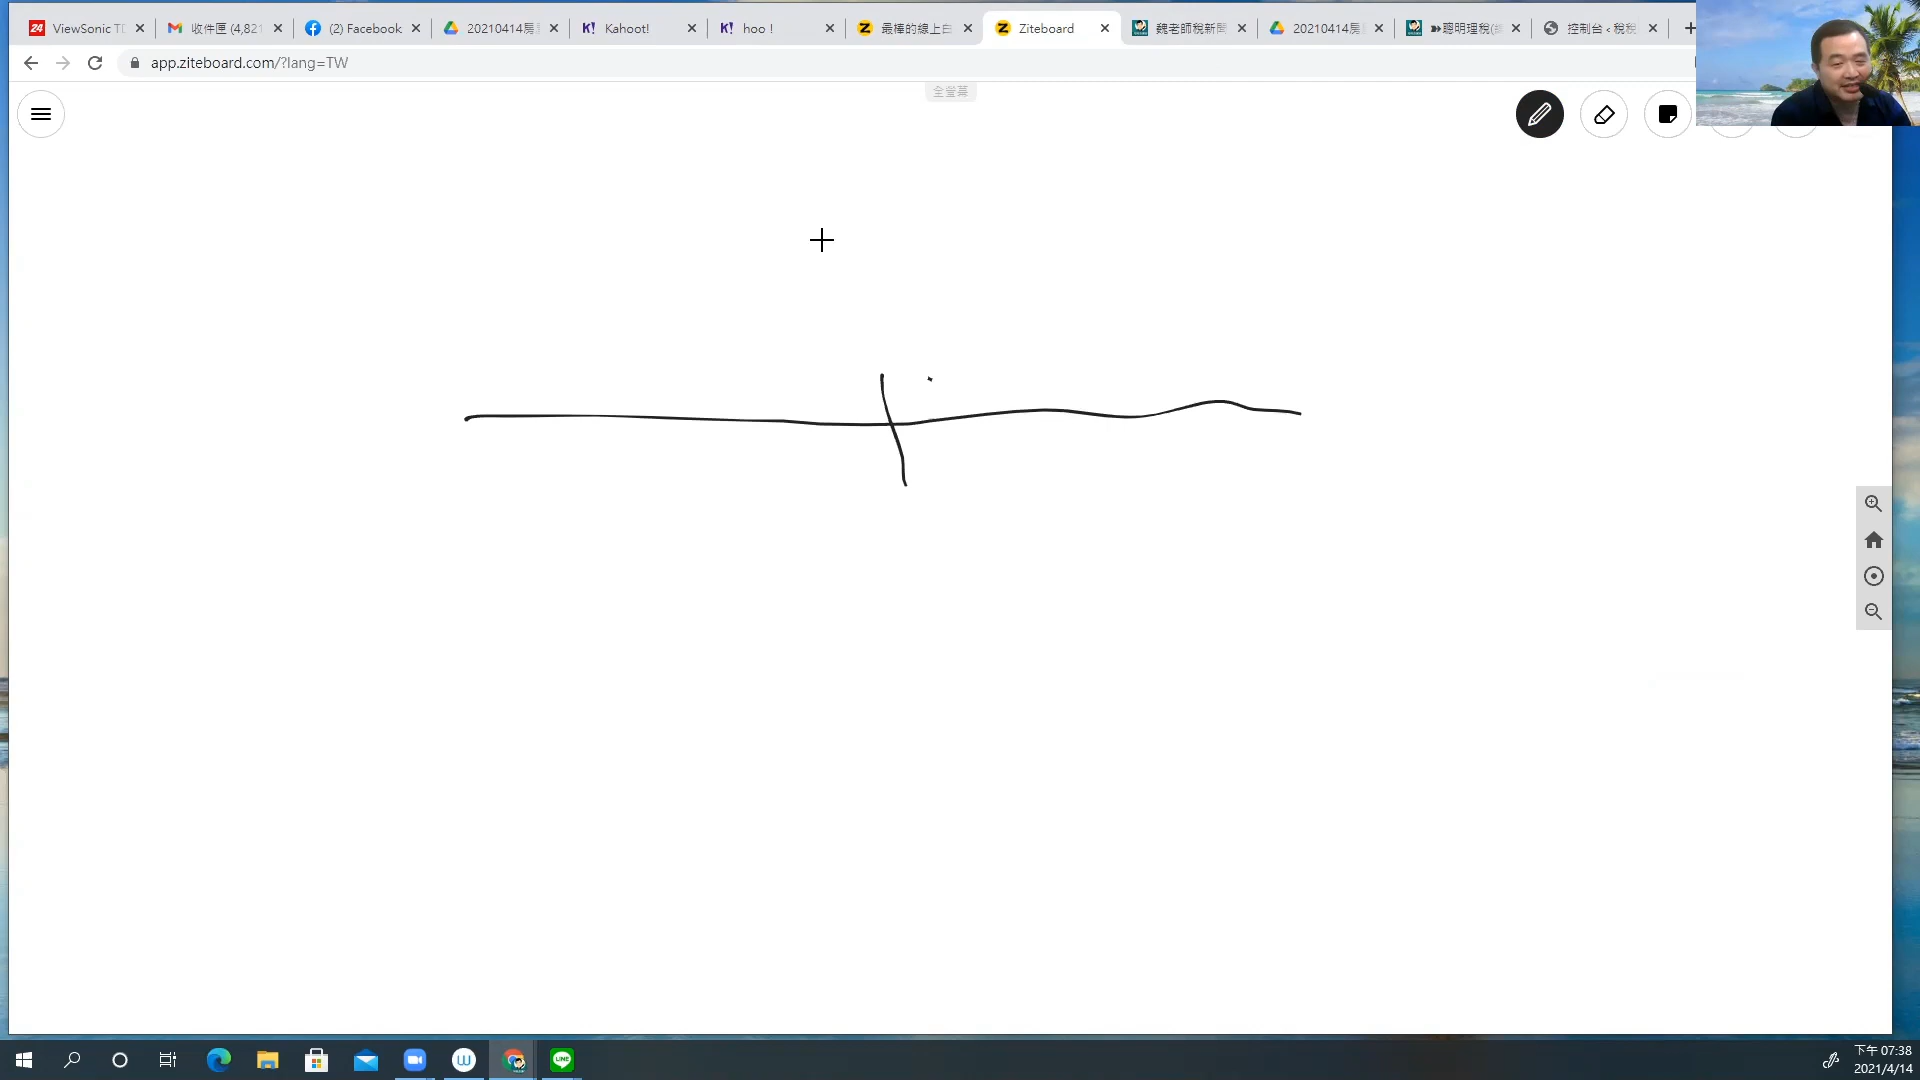 ViewSonic T
收件匣 (4,821
(2) Facebook
20210414房
Kahoot!
hoo !
最棒的線上白
Ziteboard
魏老師稅新聞
20210414房
聰明理稅
控制台 ‹ 稅稅
app.ziteboard.com/?lang=TW
全螢幕
下午 07:38
2021/4/14